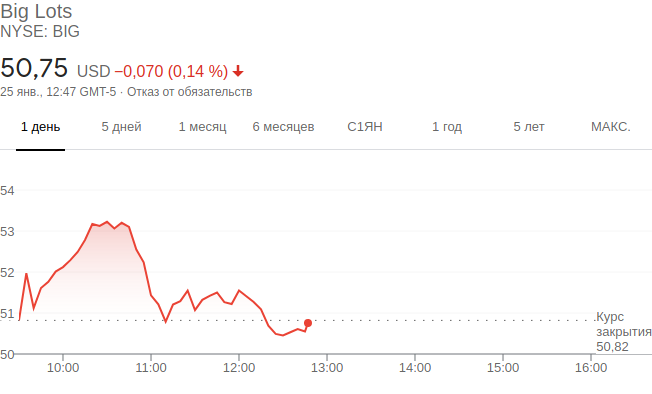 Big Lots
NYSE: BIG
50,75 USD −0,070 (0,14 %)
25 янв., 12:47 GMT-5 · Отказ от обязательств
1 день 5 дней 1 месяц 6 месяцев С1ЯН 1 год 5 лет МАКС.
54
53
52
51
Курс
закрытия
50,82
50
10:00 11:00 12:00 13:00 14:00 15:00 16:00